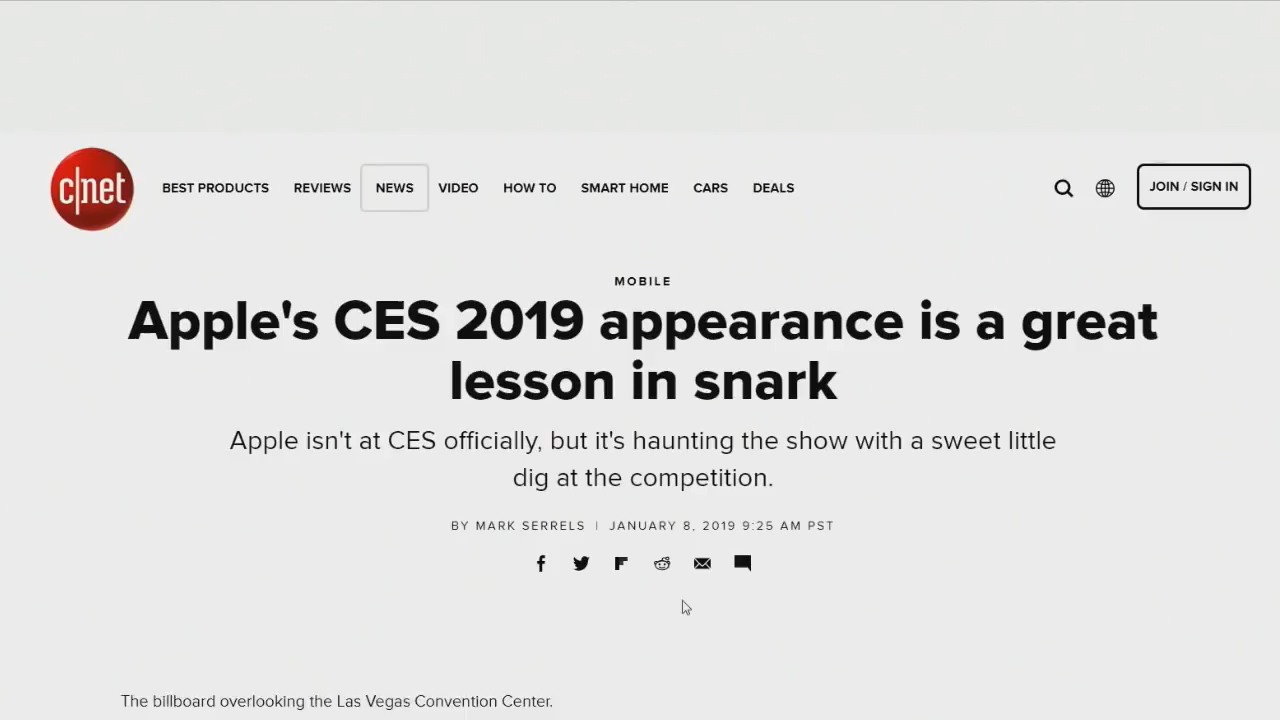 c|net
BEST PRODUCTS REVIEWS NEWS VIDEO HOW TO SMART HOME CARS DEALS
JOIN / SIGN IN
MOBILE
Apple's CES 2019 appearance is a great
lesson in snark
Apple isn't at CES officially, but it's haunting the show with a sweet little
dig at the competition.
BY MARK SERRELS | JANUARY 8, 2019 9:25 AM PST
The billboard overlooking the Las Vegas Convention Center.